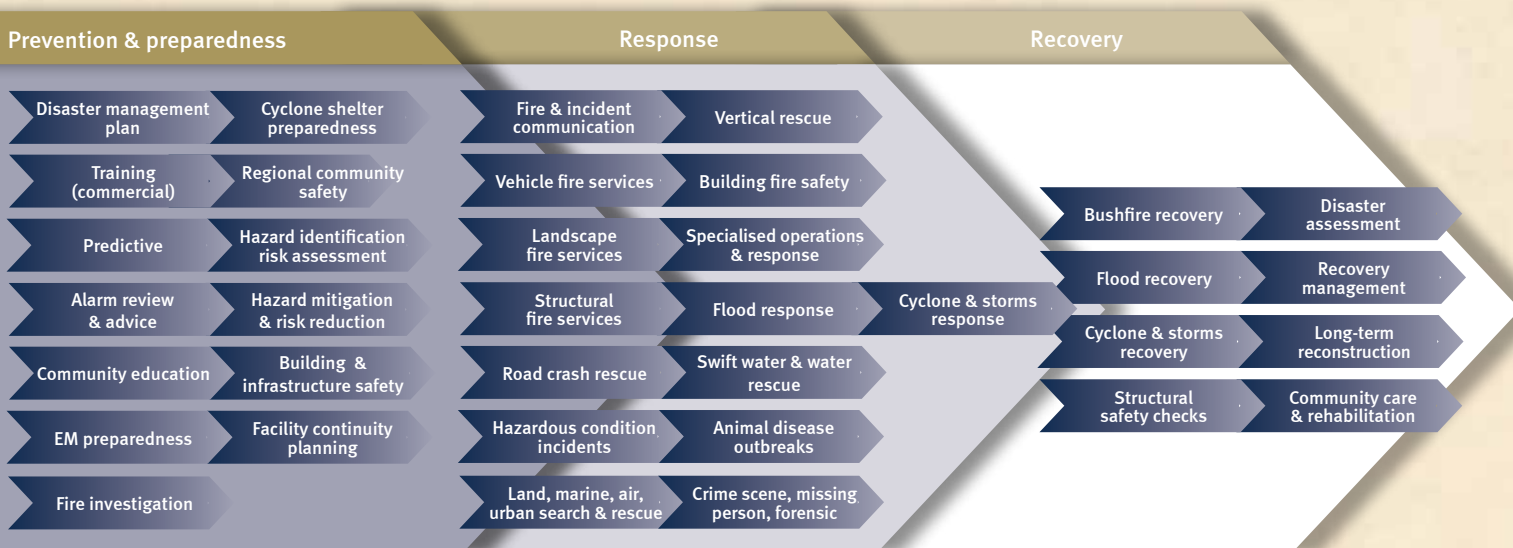 Prevention & preparedness
Response
Recovery
Disaster management
plan
Cyclone shelter
preparedness
Training
(commercial)
Regional community
safety
Predictive
Hazard identification
risk assessment
Alarm review
& advice
Hazard mitigation
& risk reduction
Community education
Building &
infrastructure safety
EM preparedness
Facility continuity
planning
Fire investigation
Fire & incident
communication
Vertical rescue
Vehicle fire services
Building fire safety
Landscape
fire services
Specialised operations
& response
Structural
fire services
Flood response
Cyclone & storms
response
Road crash rescue
Swift water & water
rescue
Hazardous condition
incidents
Animal disease
outbreaks
Land, marine, air,
urban search & rescue
Crime scene, missing
person, forensic
Bushfire recovery
Disaster
assessment
Flood recovery
Recovery
management
Cyclone & storms
recovery
Long-term
reconstruction
Structural
safety checks
Community care
& rehabilitation